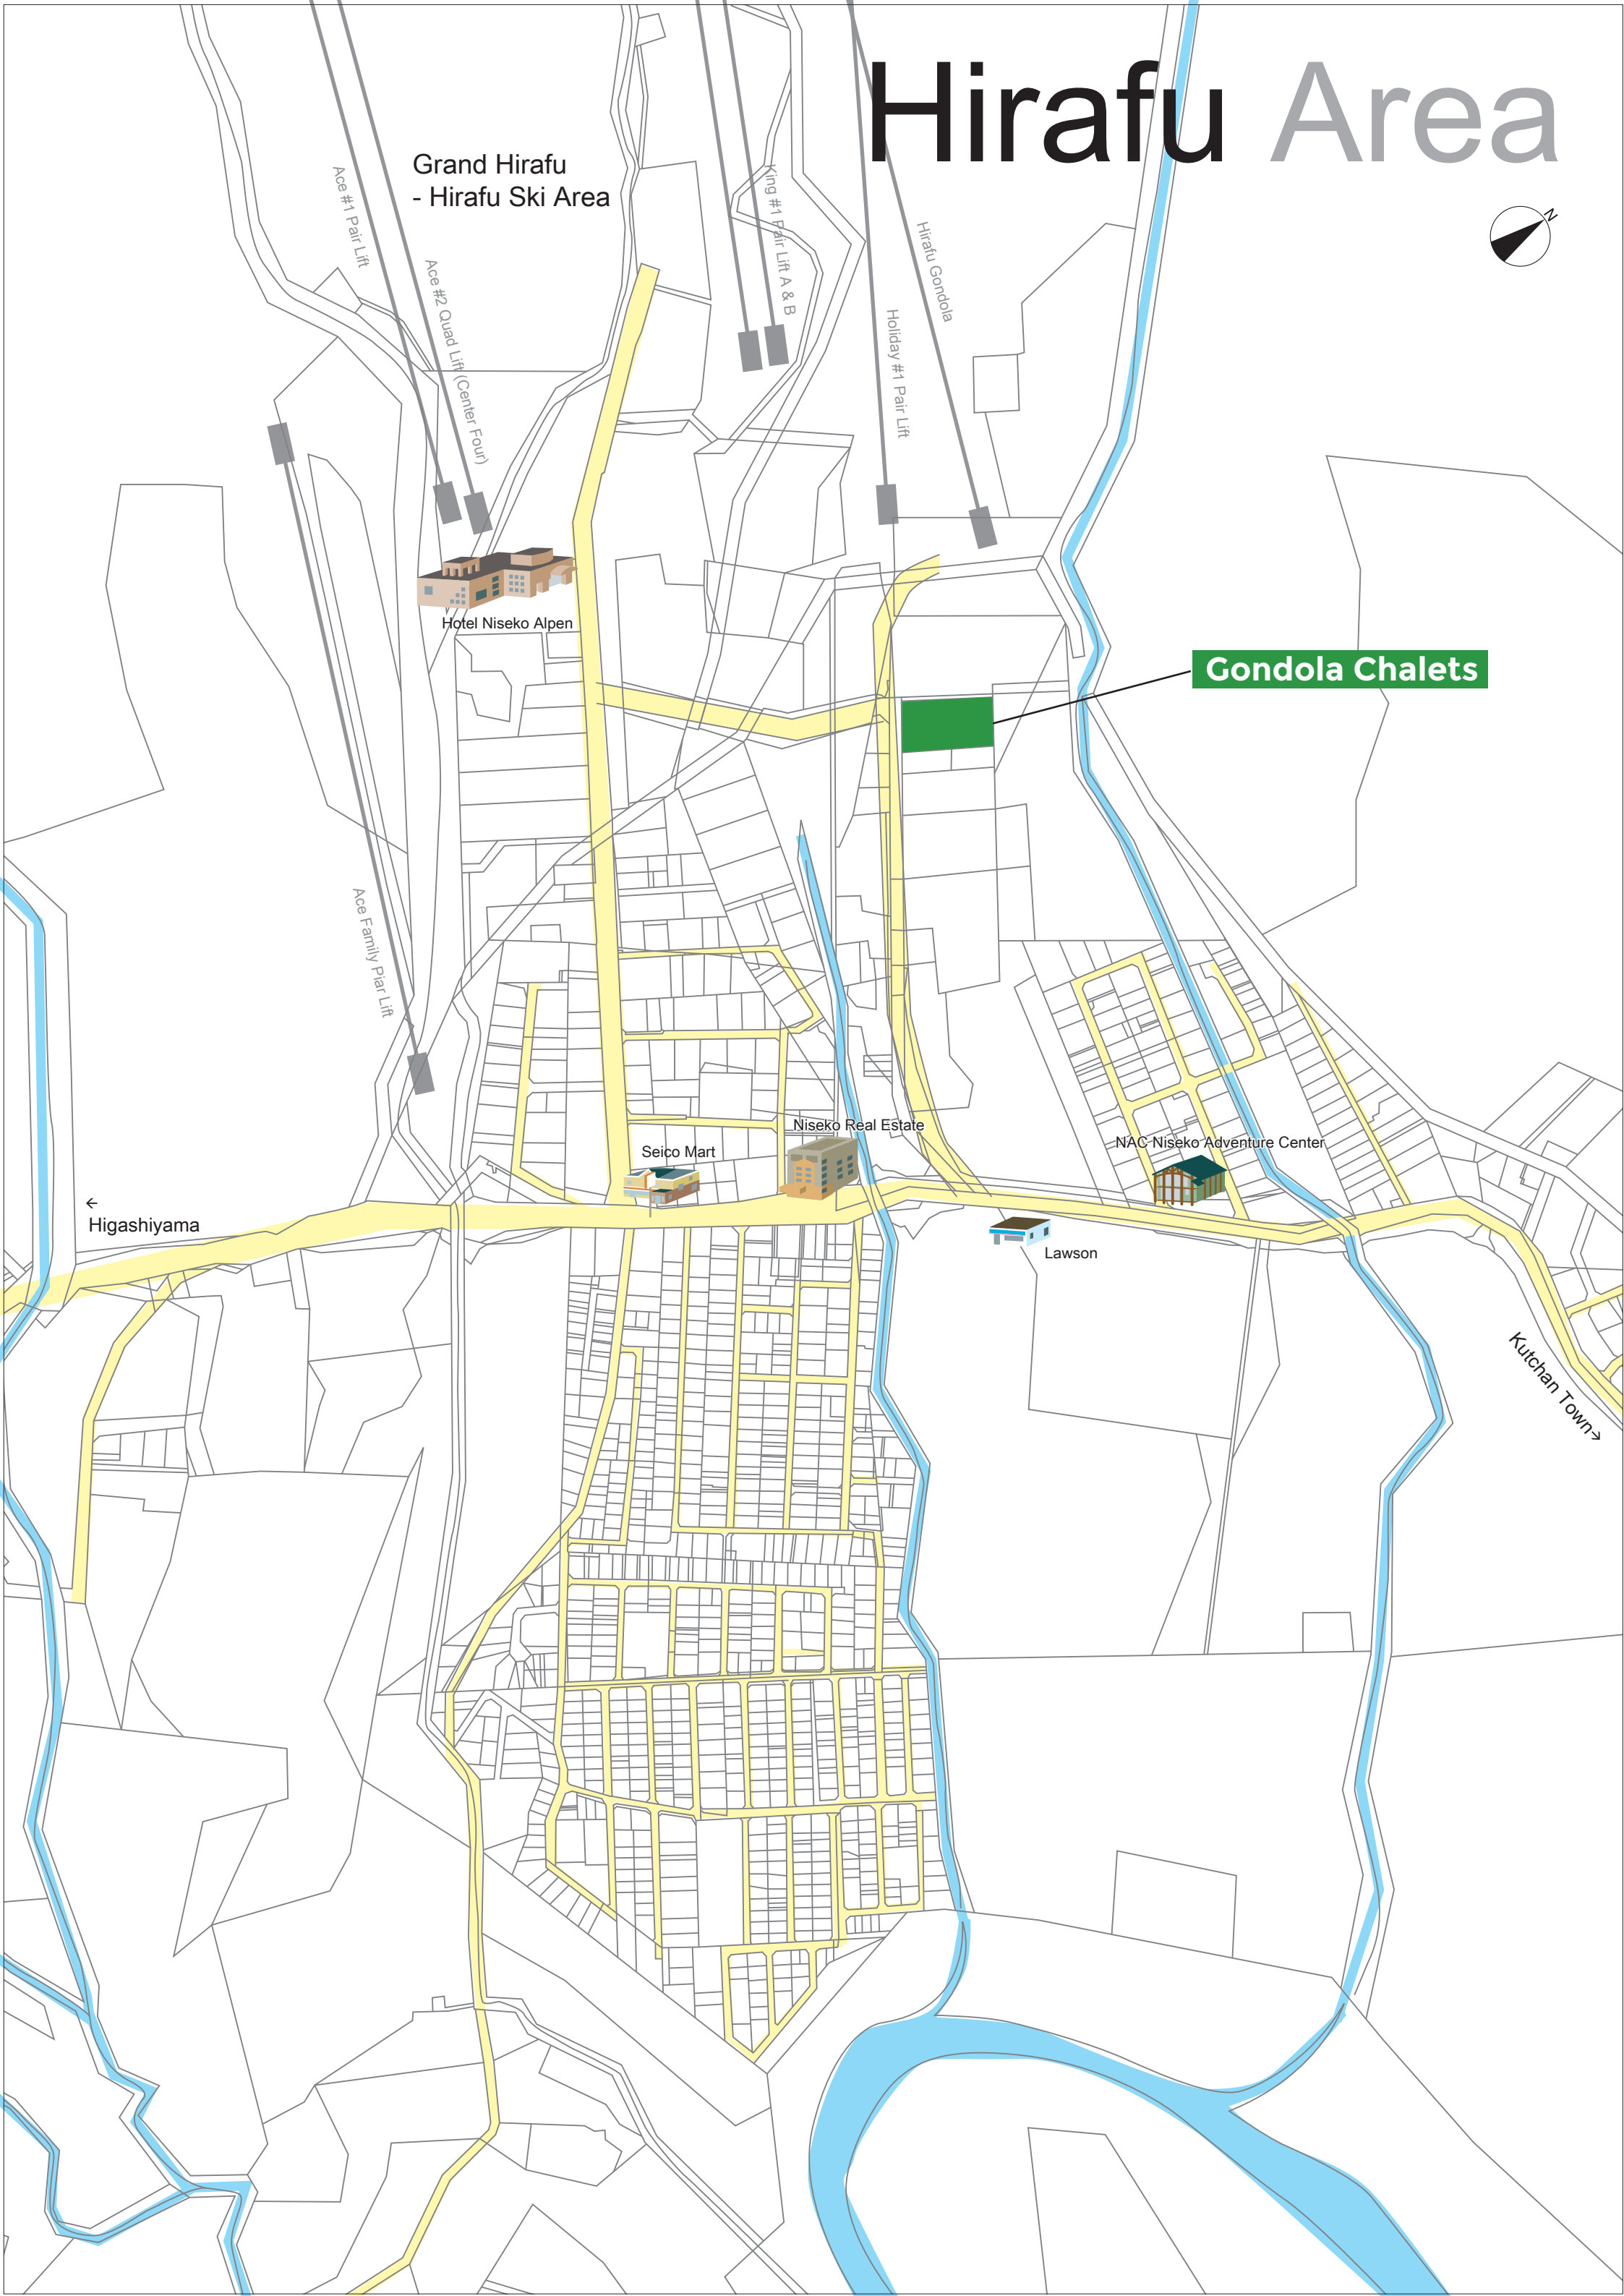 Hirafu Area
N
Grand Hirafu
- Hirafu Ski Area
Ace #1 Pair Lift
Ace #2 Quad Lift (Center Four)
King #1 Pair Lift A & B
Holiday #1 Pair Lift
Hirafu Gondola
Hotel Niseko Alpen
Gondola Chalets
Ace Family Piar Lift
Niseko Real Estate
Seico Mart
NAC Niseko Adventure Center
←
Higashiyama
Lawson
Kutchan Town→